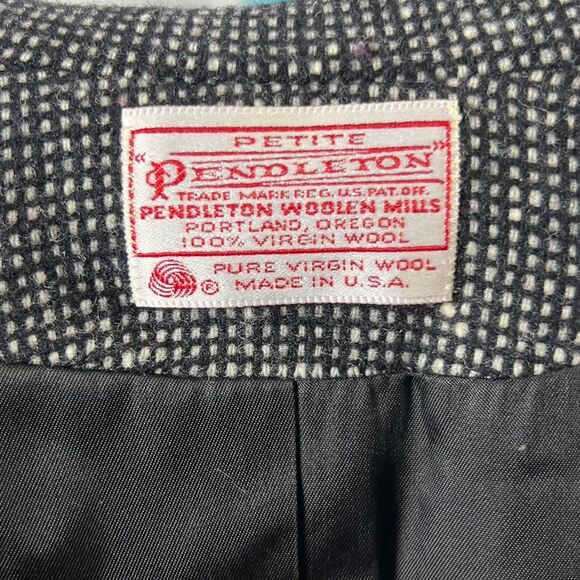 PETITE
"PENDLETON"
TRADE MARK REG. U.S. PAT. OFF.
PENDLETON WOOLEN MILLS
PORTLAND, OREGON
100% VIRGIN WOOL
® PURE VIRGIN WOOL
MADE IN U.S.A.